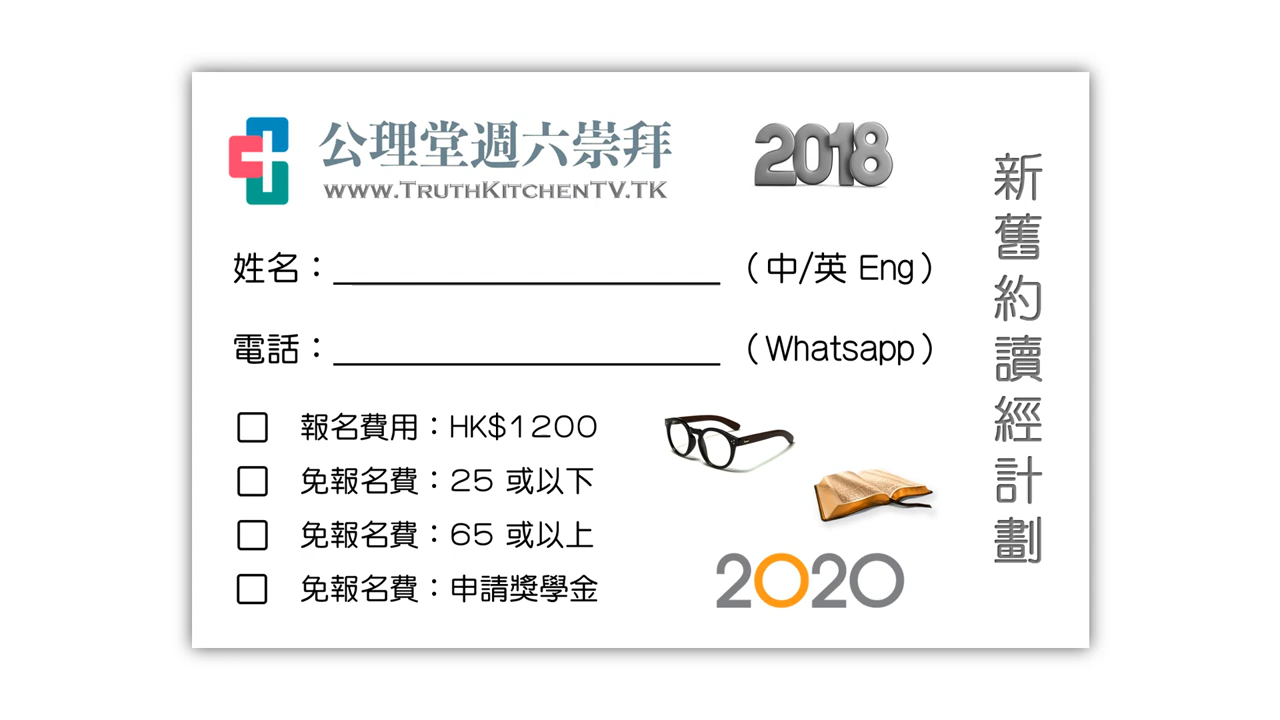 公理堂週六崇拜
www.TruthKitchenTV.TK
2018
姓名：（中/英 Eng）
電話：（Whatsapp）
報名費用：HK$1200
免報名費：25 或以下
免報名費：65 或以上
免報名費：申請獎學金
2020
新舊約讀經計劃